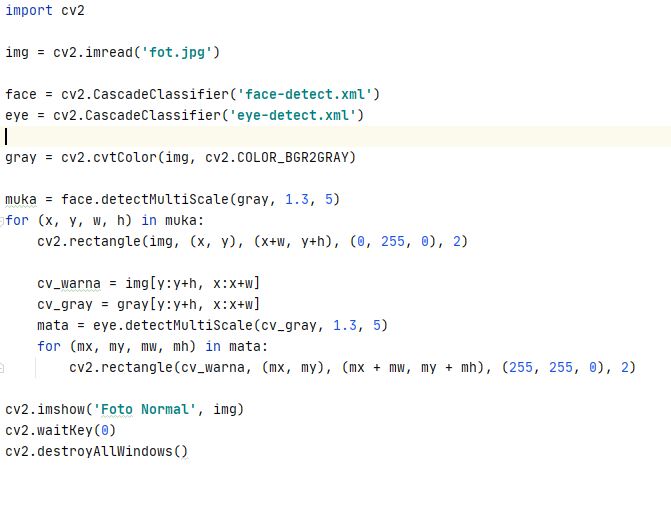 import cv2
img = cv2.imread('fot.jpg')
face = cv2.CascadeClassifier('face-detect.xml')
eye = cv2.CascadeClassifier('eye-detect.xml')
gray = cv2.cvtColor(img, cv2.COLOR_BGR2GRAY)
muka = face.detectMultiScale(gray, 1.3, 5)
for (x, y, w, h) in muka:
    cv2.rectangle(img, (x, y), (x+w, y+h), (0, 255, 0), 2)
    cv_warna = img[y:y+h, x:x+w]
    cv_gray = gray[y:y+h, x:x+w]
    mata = eye.detectMultiScale(cv_gray, 1.3, 5)
    for (mx, my, mw, mh) in mata:
        cv2.rectangle(cv_warna, (mx, my), (mx + mw, my + mh), (255, 255, 0), 2)
cv2.imshow('Foto Normal', img)
cv2.waitKey(0)
cv2.destroyAllWindows()